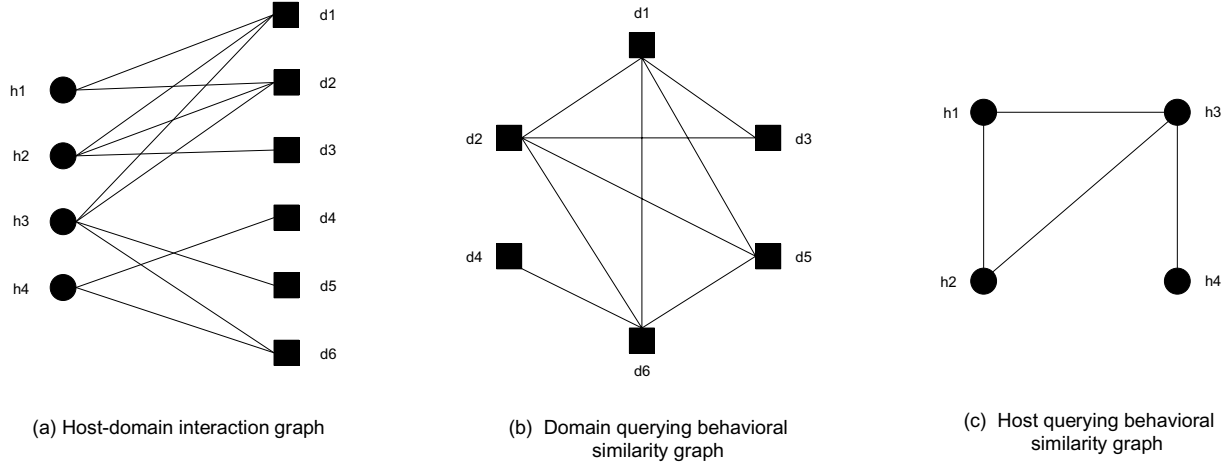 h1
h2
h3
h4
d1
d2
d3
d4
d5
d6
(a) Host-domain interaction graph
d1
d2
d3
d4
d5
d6
(b) Domain querying behavioral
similarity graph
h1
h3
h2
h4
(c) Host querying behavioral
similarity graph